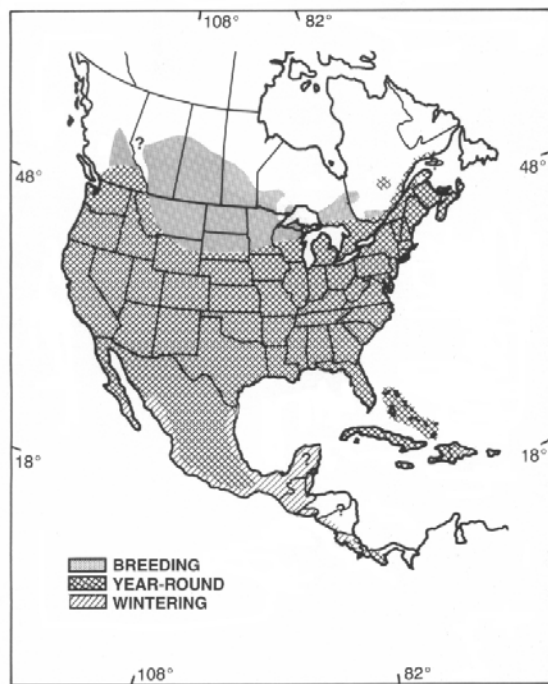 108° 82°
?
48° 48°
18° 18°
?
BREEDING
YEAR-ROUND
WINTERING
108° 82°